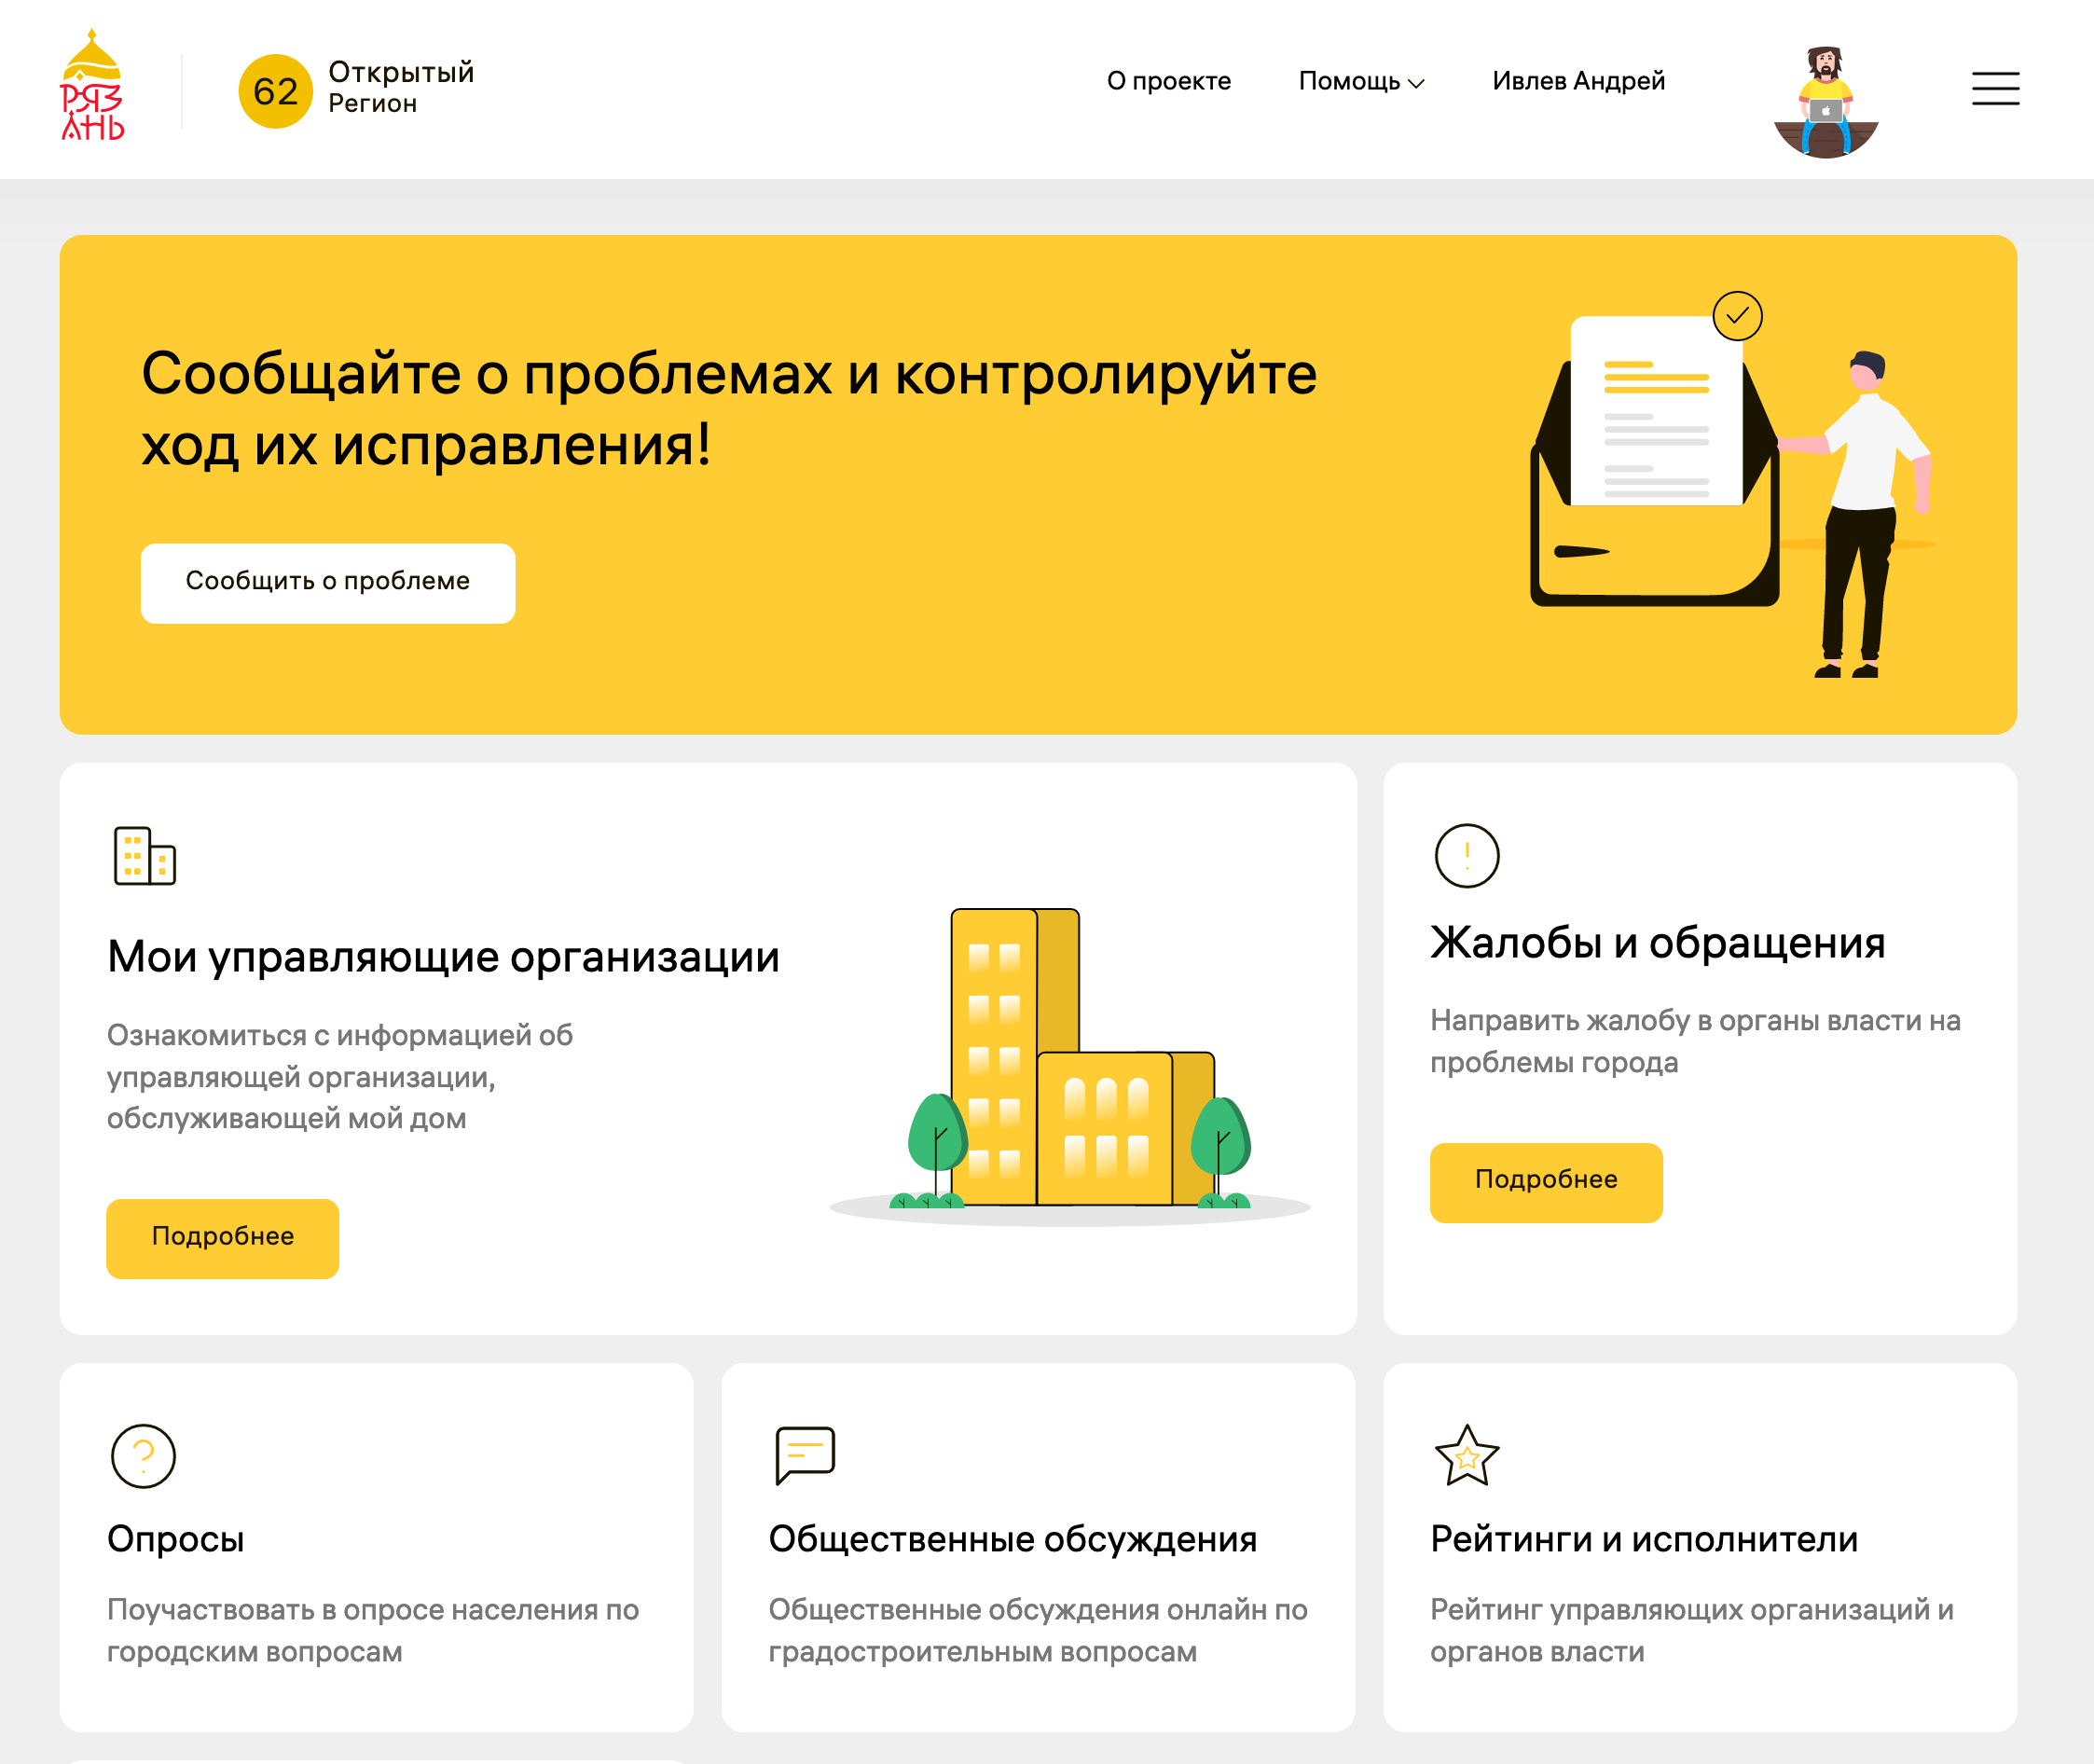 РЯЗ
АНЬ
62
Открытый
Регион
О проекте
Помощь
Ивлев Андрей
Сообщайте о проблемах и контролируйте
ход их исправления!
Сообщить о проблеме
Мои управляющие организации
Ознакомиться с информацией об
управляющей организации,
обслуживающей мой дом
Подробнее
Жалобы и обращения
Направить жалобу в органы власти на
проблемы города
Подробнее
Опросы
Поучаствовать в опросе населения по
городским вопросам
Общественные обсуждения
Общественные обсуждения онлайн по
градостроительным вопросам
Рейтинги и исполнители
Рейтинг управляющих организаций и
органов власти